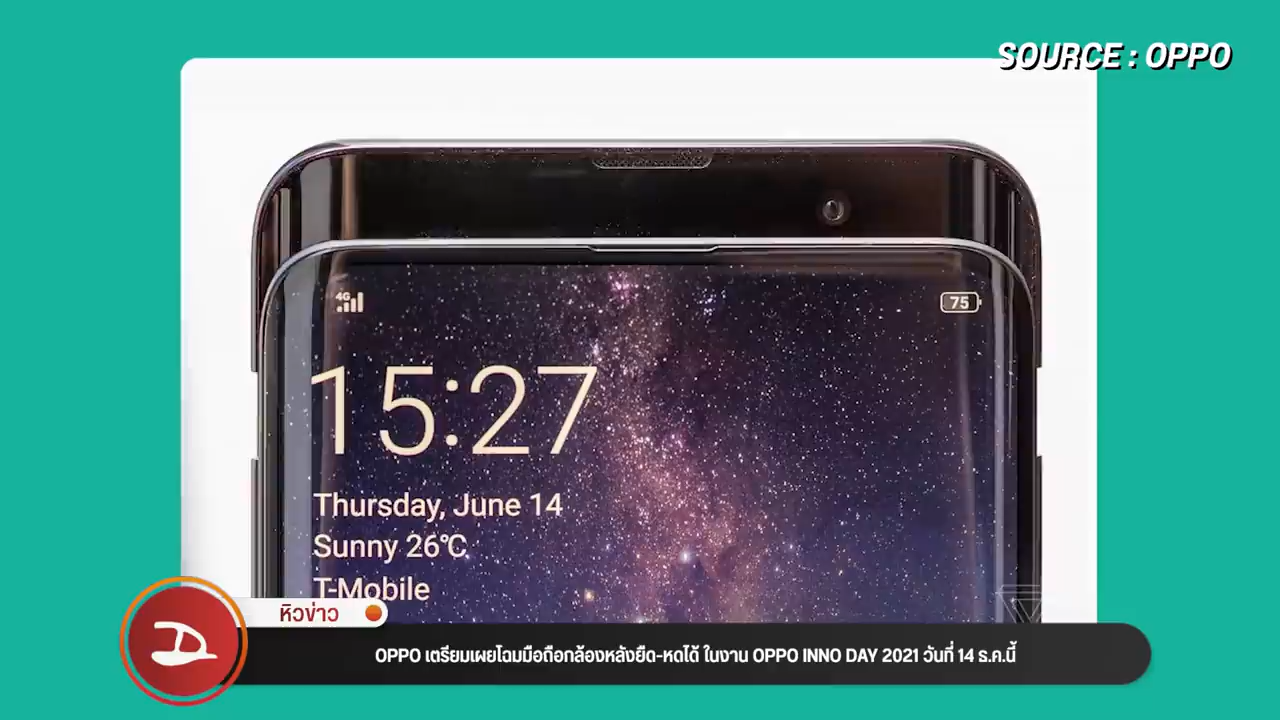 SOURCE : OPPO
4G
75
15:27
Thursday, June 14
Sunny 26℃
T-Mobile
หิวข่าว
OPPO เตรียมเผยโฉมมือถือกล้องหลังยืด-หดได้ ในงาน OPPO INNO DAY 2021 วันที่ 14 ธ.ค.นี้